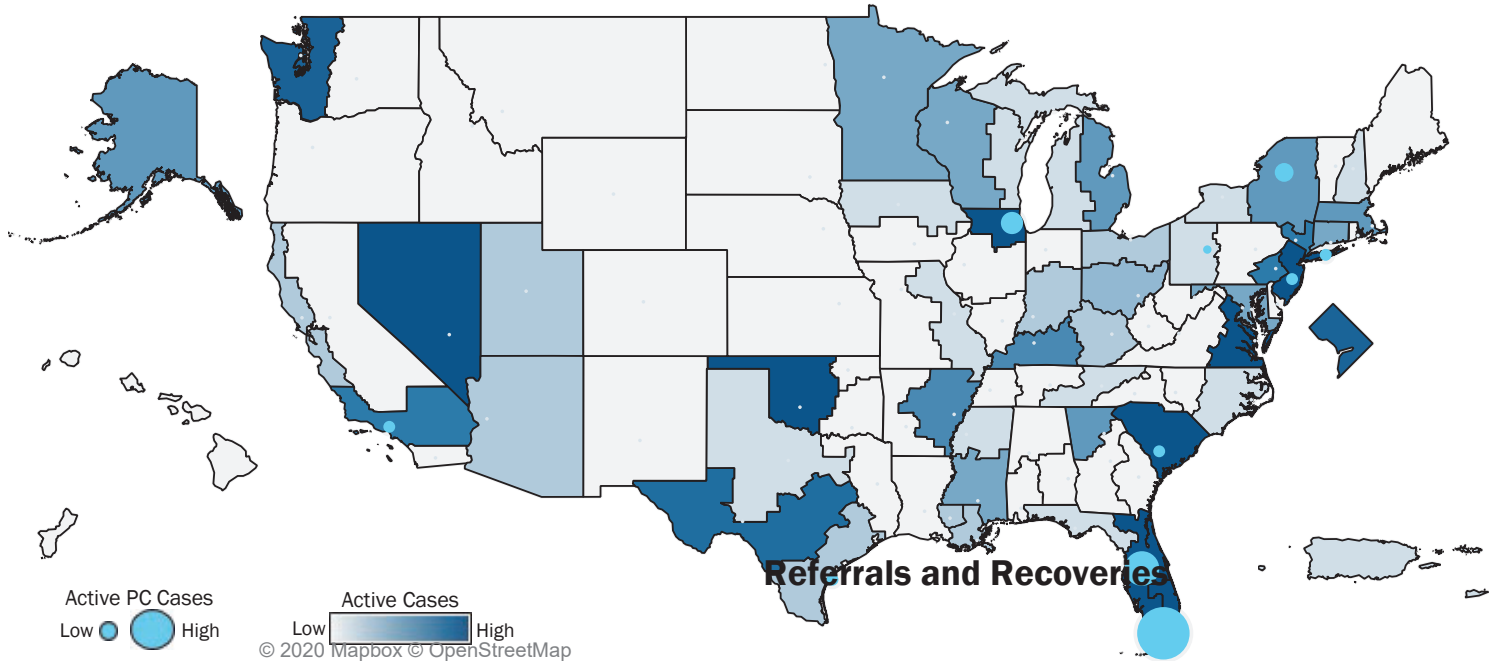 Referrals and Recoveries
Active PC Cases
Low High
Active Cases
Low High
© 2020 Mapbox © OpenStreetMap